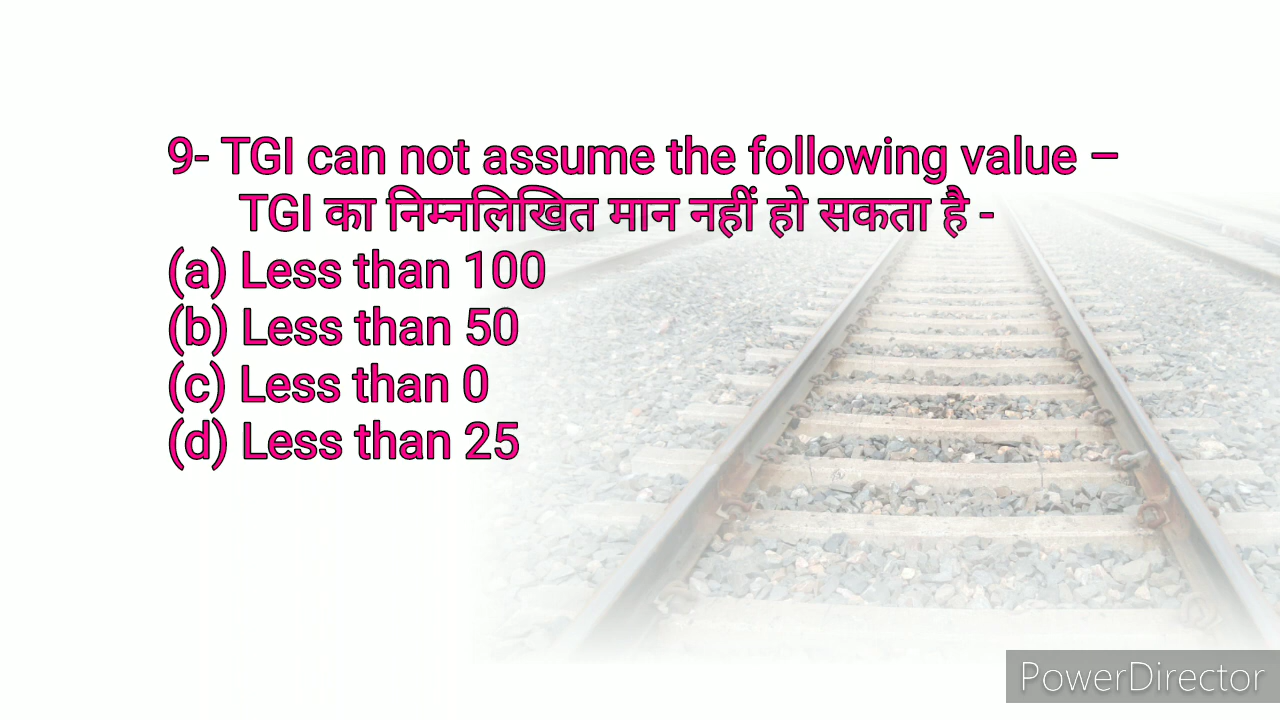 9- TGI can not assume the following value –
TGI का निम्नलिखित मान नहीं हो सकता है -
(a) Less than 100
(b) Less than 50
(c) Less than 0
(d) Less than 25
PowerDirector